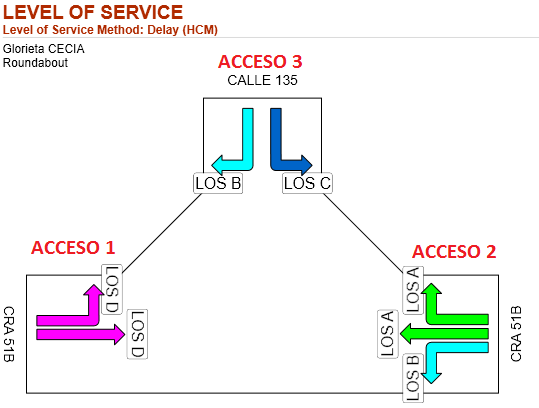 LEVEL OF SERVICE
Level of Service Method: Delay (HCM)
Glorieta CECIA
Roundabout
ACCESO 3
CALLE 135
LOS B
LOS C
ACCESO 1
CRA 51B
LOS D
LOS D
ACCESO 2
LOS A
LOS A
LOS B
CRA 51B